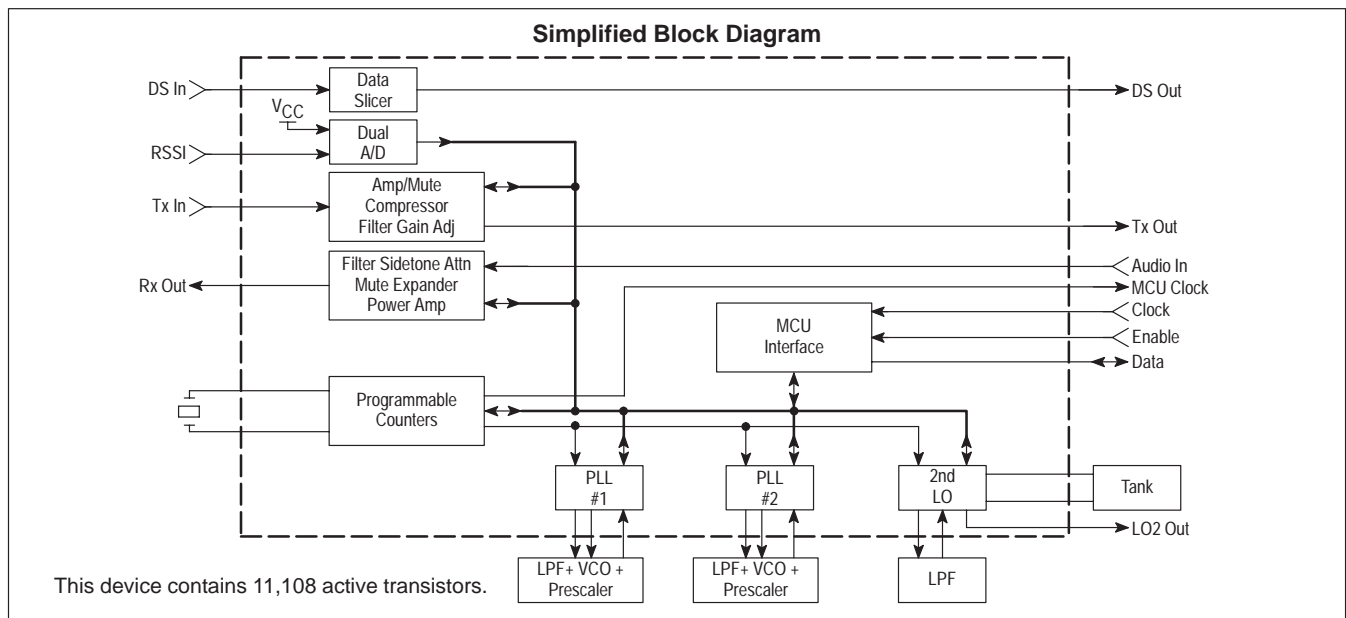 Simplified Block Diagram
DS In
Data
Slicer
DS Out
VCC
Dual
A/D
RSSI
Tx In
Amp/Mute
Compressor
Filter Gain Adj
Tx Out
Rx Out
Filter Sidetone Attn
Mute Expander
Power Amp
Audio In
MCU Clock
Clock
Enable
Data
MCU
Interface
Programmable
Counters
PLL
#1
PLL
#2
2nd
LO
Tank
LO2 Out
LPF+ VCO +
Prescaler
LPF+ VCO +
Prescaler
LPF
This device contains 11,108 active transistors.